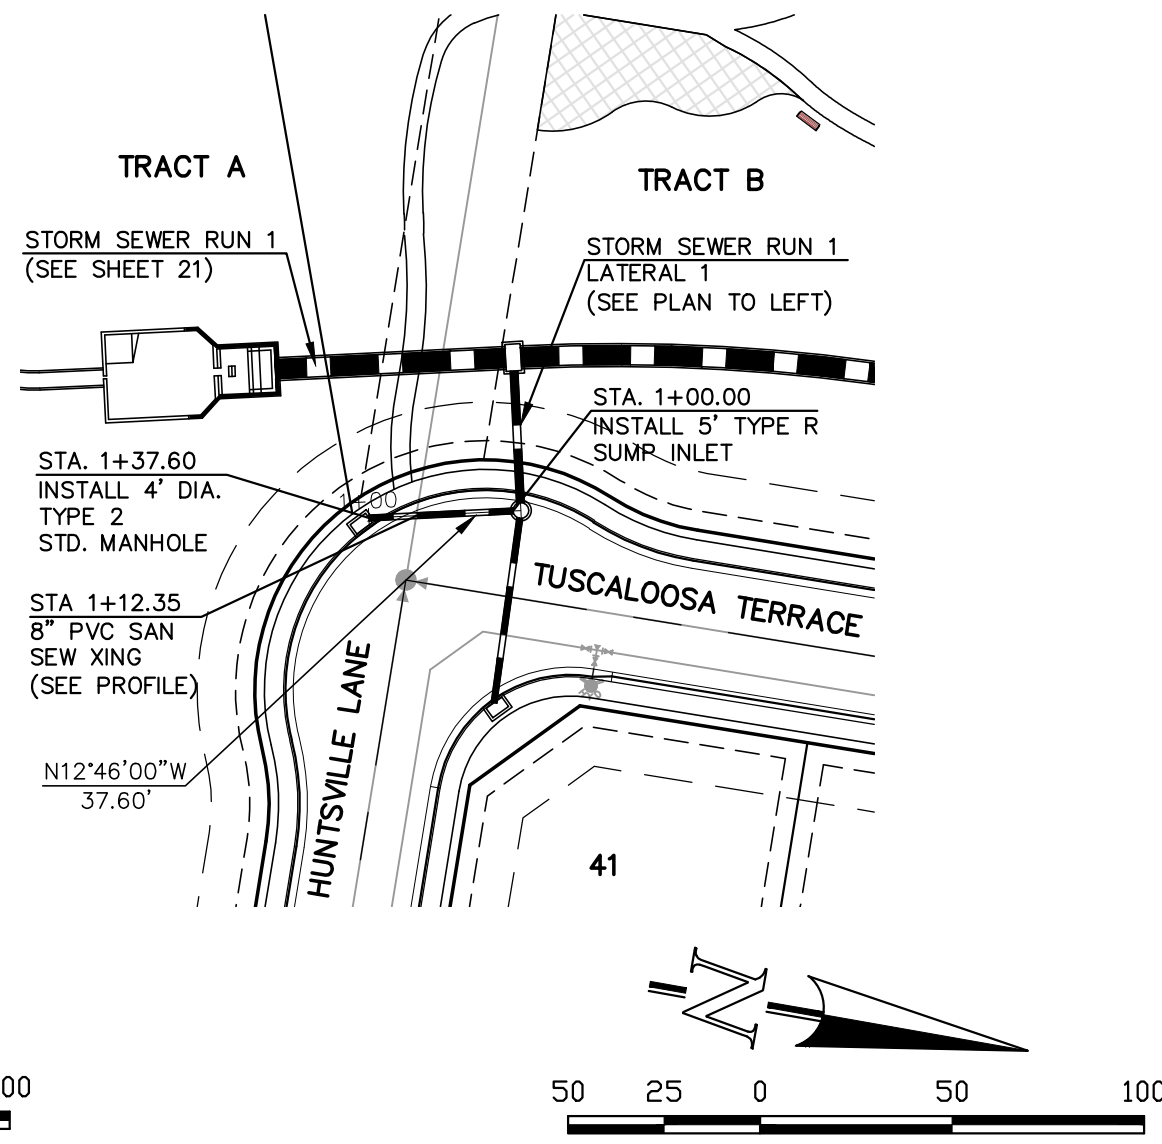 TRACT A
TRACT B
STORM SEWER RUN 1
(SEE SHEET 21)
STORM SEWER RUN 1
LATERAL 1
(SEE PLAN TO LEFT)
STA. 1+00.00
INSTALL 5' TYPE R
SUMP INLET
STA. 1+37.60
INSTALL 4' DIA.
TYPE 2
STD. MANHOLE
STA 1+12.35
8" PVC SAN
SEW XING
(SEE PROFILE)
TUSCALOOSA TERRACE
HUNTSVILLE LANE
N12°46'00"W
37.60'
41
N
00
50 25 0 50 100